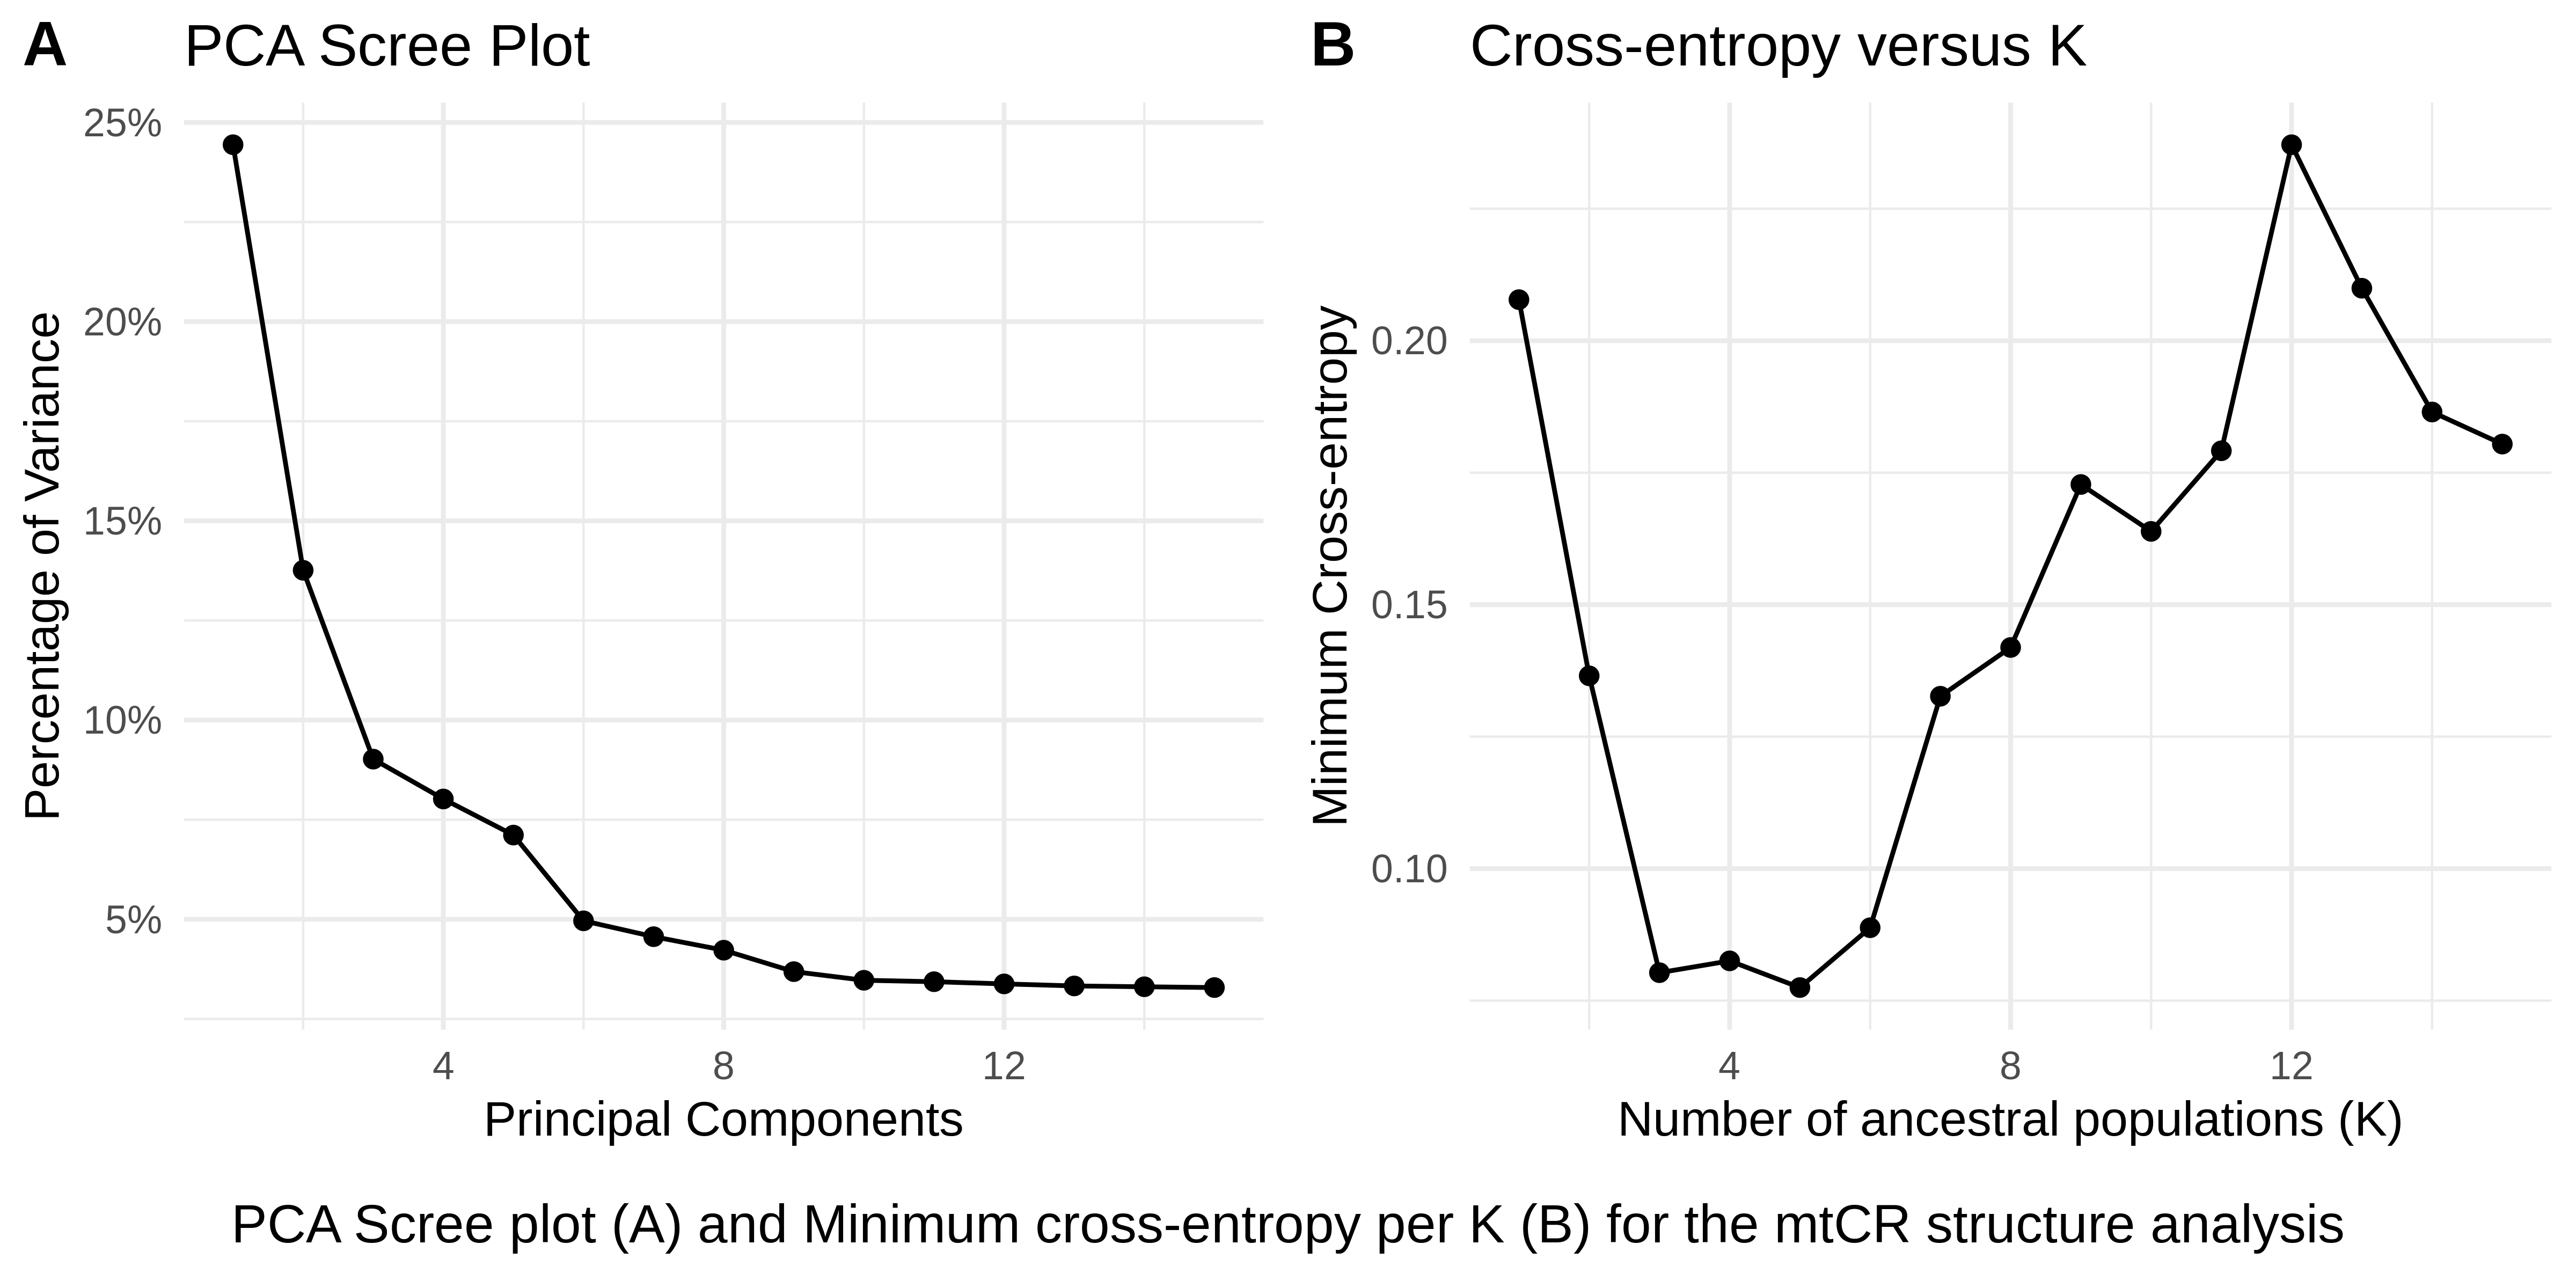 A
PCA Scree Plot
25%
20%
15%
10%
5%
Percentage of Variance
4
8
12
Principal Components
B
Cross-entropy versus K
0.20
0.15
0.10
Minimum Cross-entropy
4
8
12
Number of ancestral populations (K)
PCA Scree plot (A) and Minimum cross-entropy per K (B) for the mtCR structure analysis